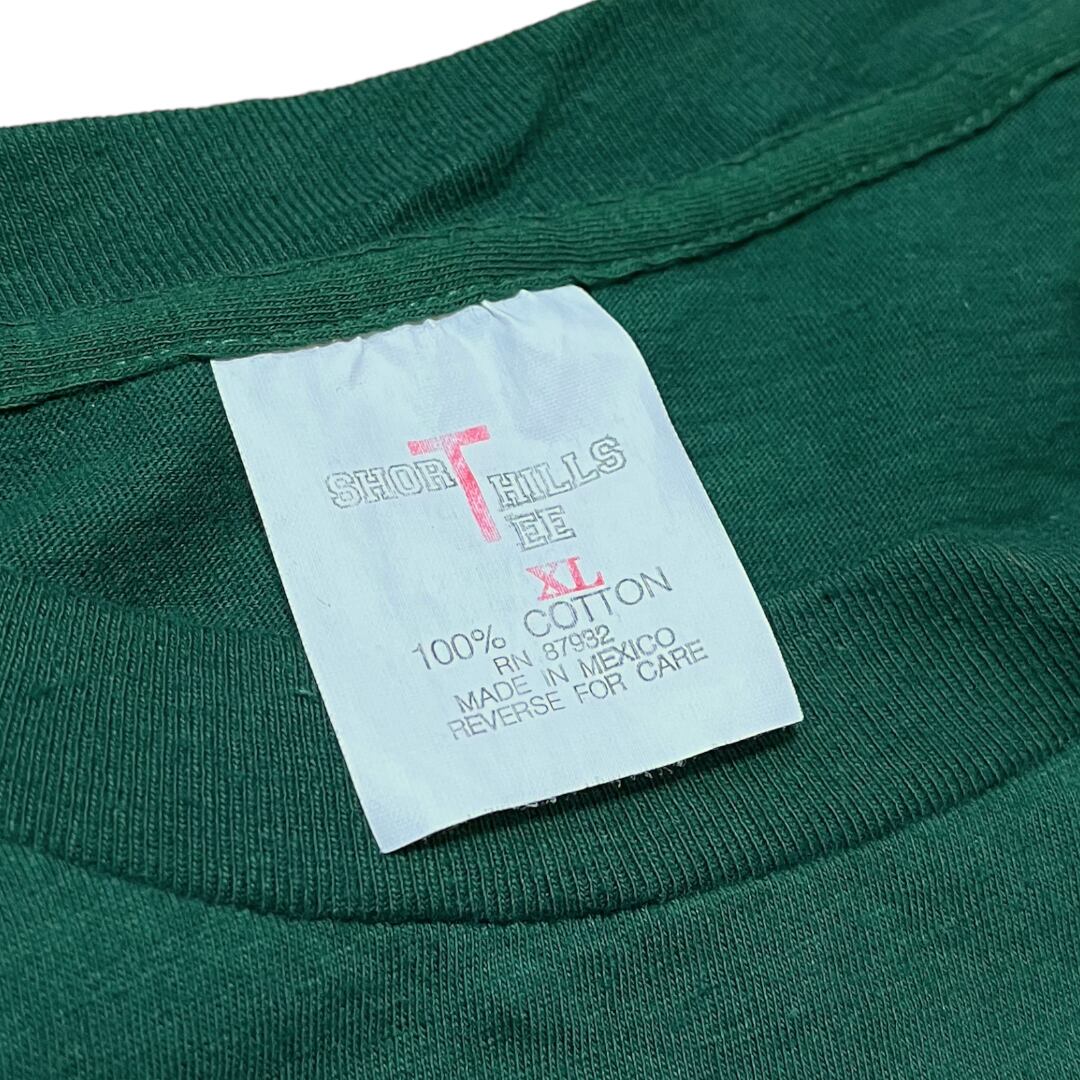 SHORT HILLS
TEE
XL
100% COTTON
RN 87932
MADE IN MEXICO
REVERSE FOR CARE